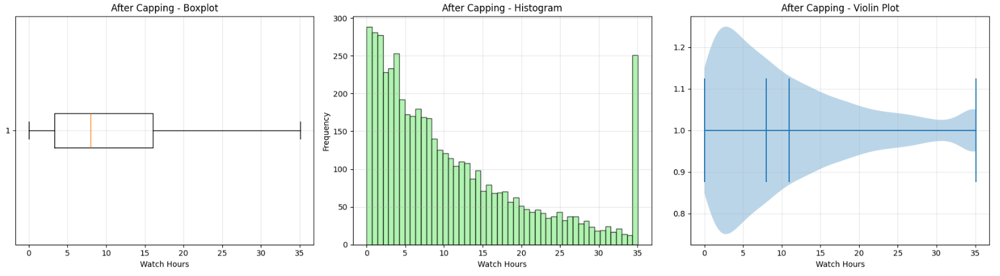 After Capping - Boxplot
1
0 5 10 15 20 25 30 35
Watch Hours
After Capping - Histogram
Frequency
300
250
200
150
100
50
0
0 5 10 15 20 25 30 35
Watch Hours
After Capping - Violin Plot
1.2
1.1
1.0
0.9
0.8
0 5 10 15 20 25 30 35
Watch Hours